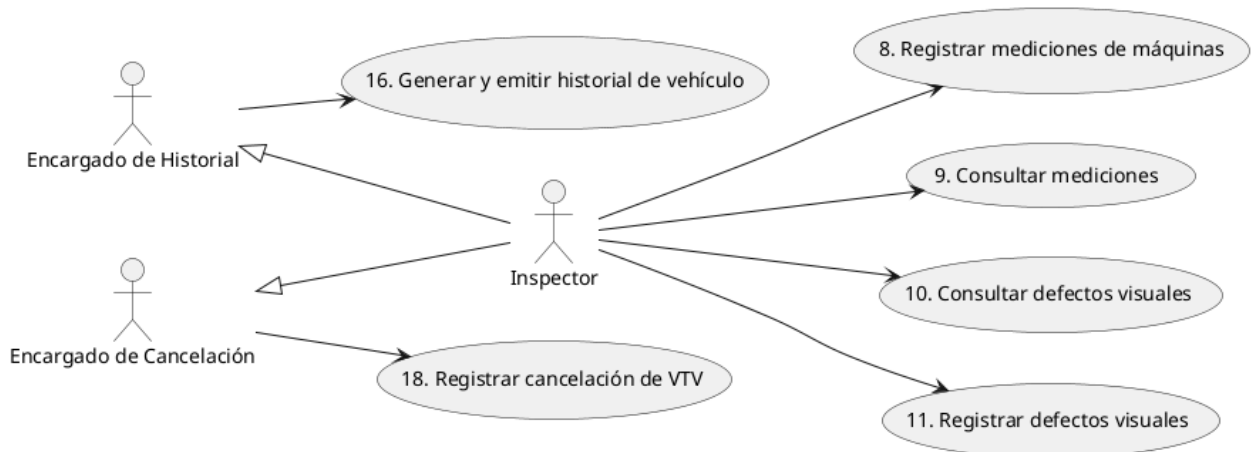 8. Registrar mediciones de máquinas
16. Generar y emitir historial de vehículo
Encargado de Historial
9. Consultar mediciones
Inspector
10. Consultar defectos visuales
Encargado de Cancelación
18. Registrar cancelación de VTV
11. Registrar defectos visuales